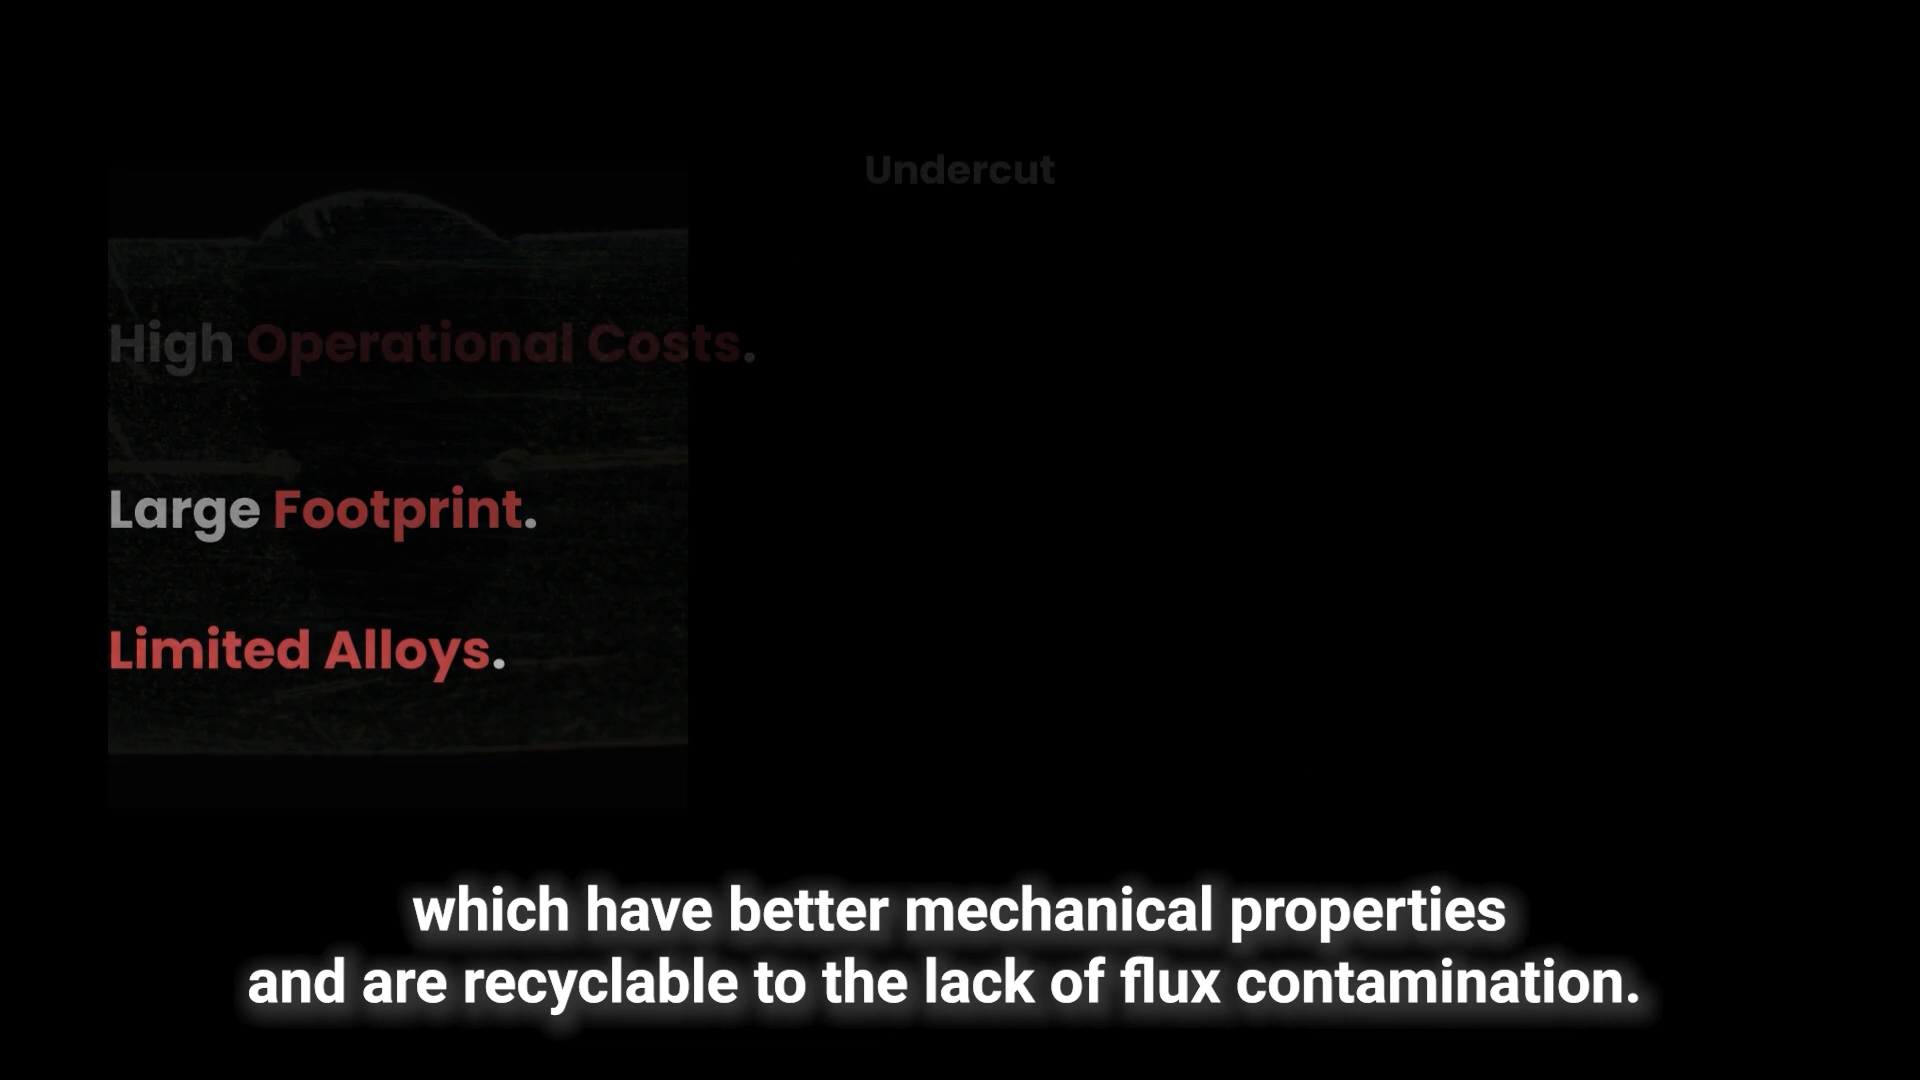 Undercut
High Operational Costs.
Large Footprint.
Limited Alloys.
which have better mechanical properties
and are recyclable to the lack of flux contamination.